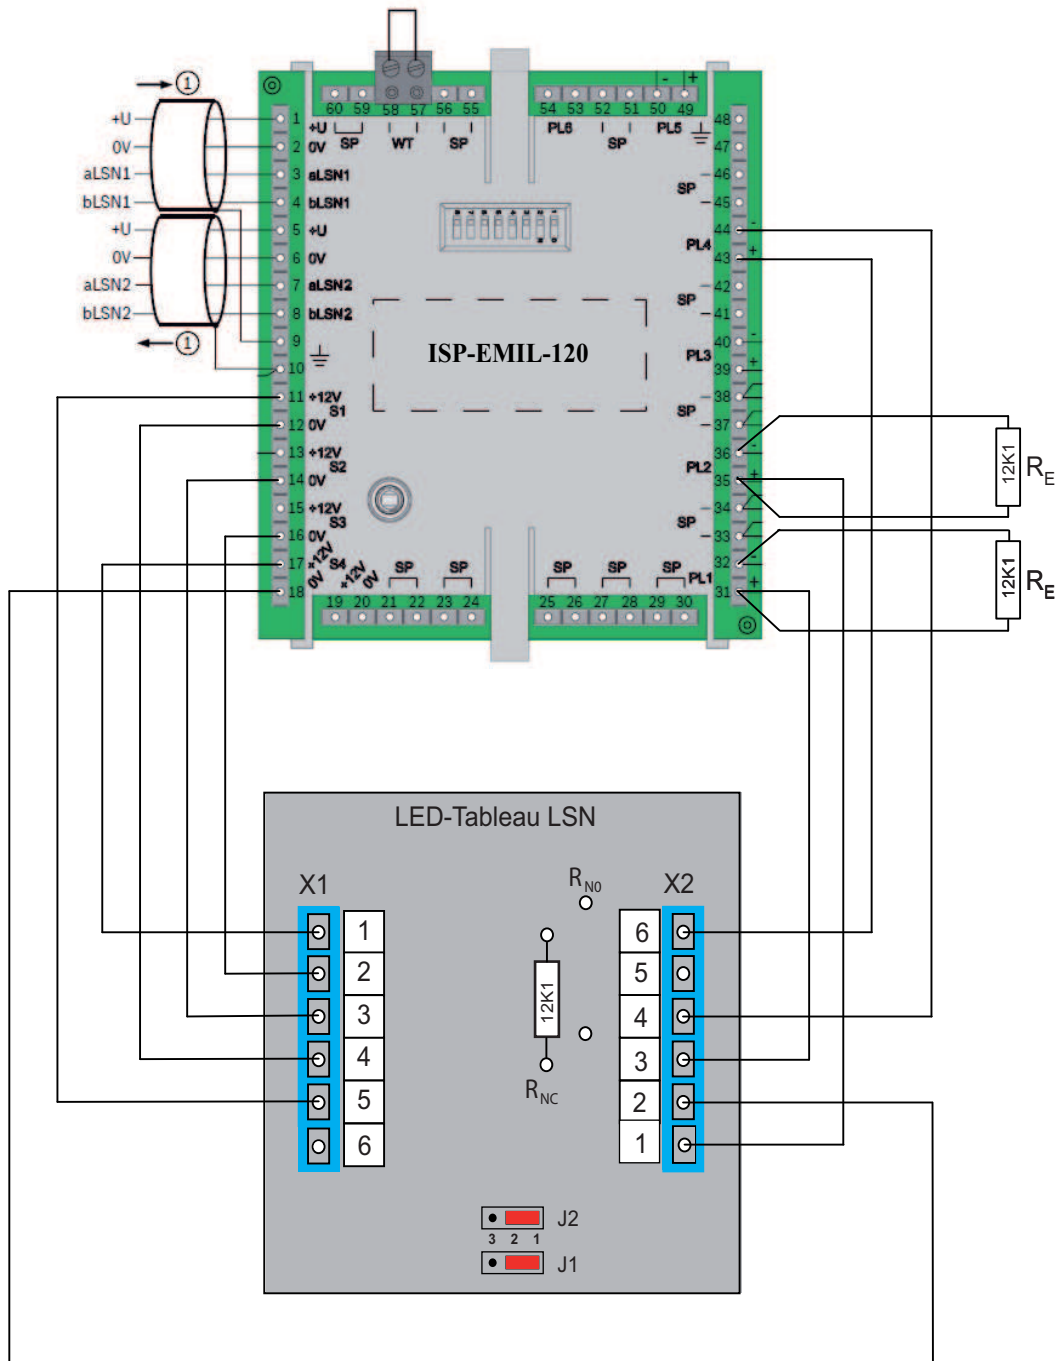 1
60 59 58 57 56 55 54 53 52 51 50 49
- +
SP WT SP PL6 SP PL5
+U 1 +U 48
0V 2 0V 47
aLSN1 3 aLSN1 46
SP
bLSN1 4 bLSN1 45
+U 5 +U 44 -
PL4
0V 6 0V 43 +
aLSN2 7 aLSN2 42
SP
bLSN2 8 bLSN2 41
1 9 40 -
ISP-EMIL-120
PL3
10 39 +
11 +12V 38
S1 SP
12 0V 37
13 +12V 36 -
S2 PL2
14 0V 35 +
12K1 RE
15 +12V 34
S3 SP
16 0V 33
17 +12V 32 -
S4 PL1
18 0V 31 +
12K1 RE
+12V 0V SP SP SP SP SP
19 20 21 22 23 24 25 26 27 28 29 30
LED-Tableau LSN
X1 RN0 X2
1 6
2 5
3 4
12K1
4 3
5 2
RNC
6 1
J2
3 2 1
J1